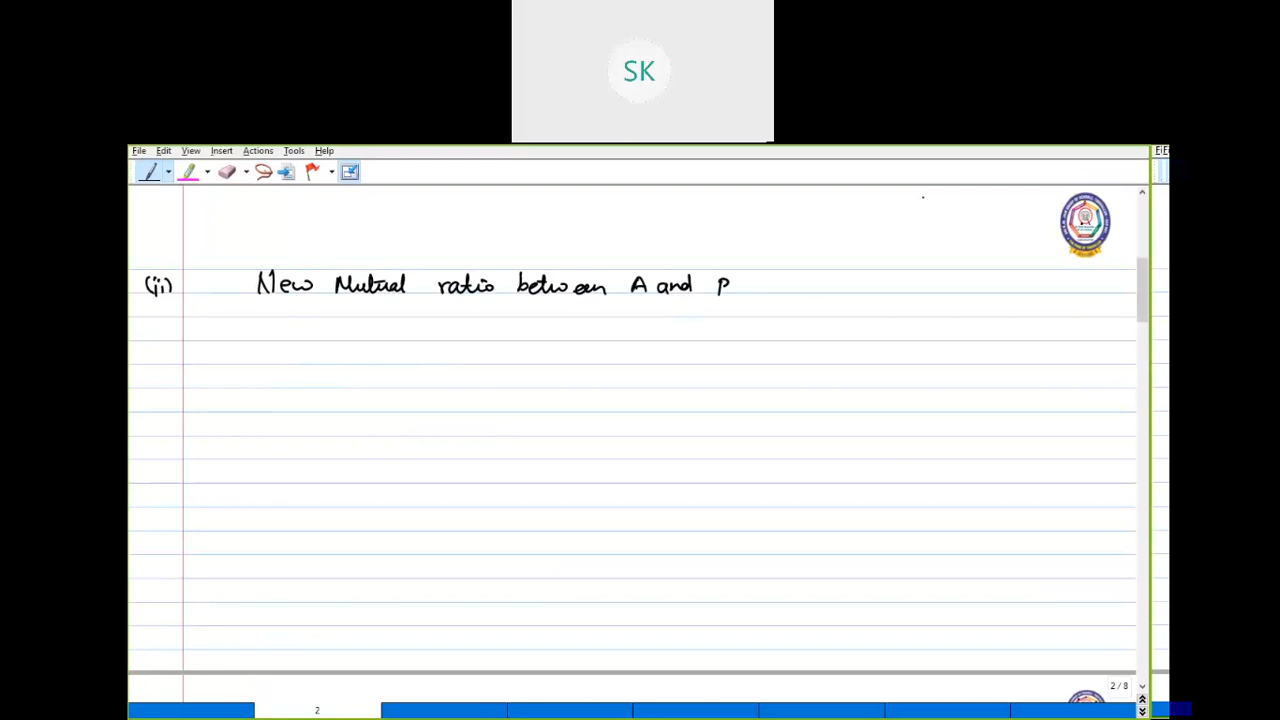 SK
File Edit View Insert Actions Tools Help
(ii) New Mutual ratio between A and P
2 / 8
2